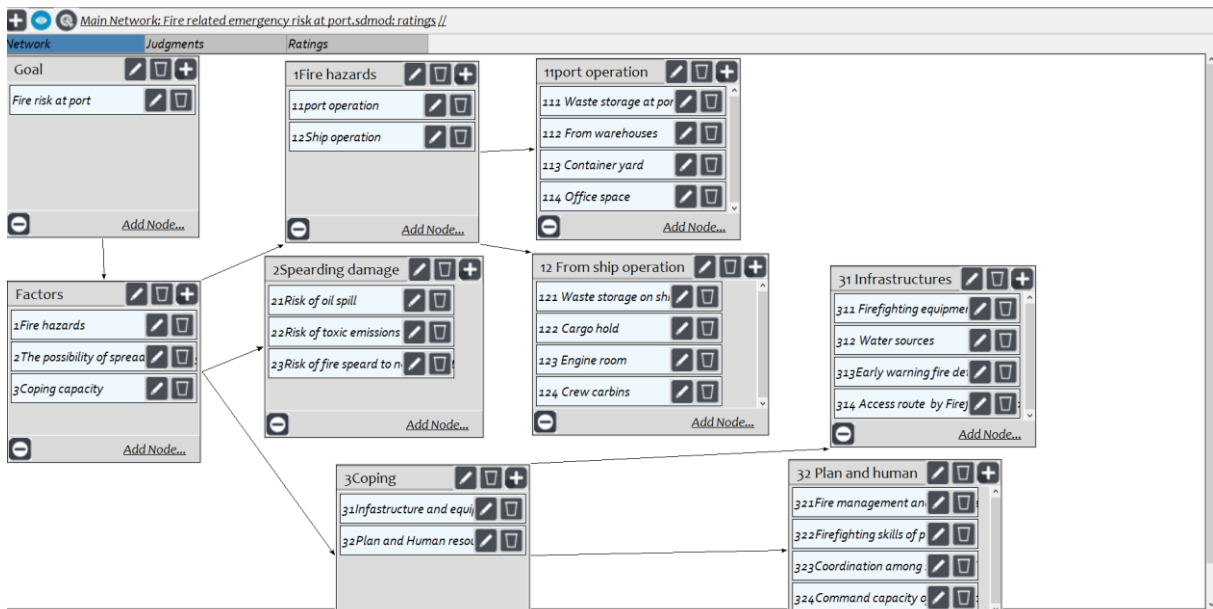 Main Network: Fire related emergency risk at port.sdmod: ratings //
Network
Judgments
Ratings
Goal
Fire risk at port
Add Node...
1Fire hazards
11port operation
12Ship operation
Add Node...
11port operation
111 Waste storage at por
112 From warehouses
113 Container yard
114 Office space
Add Node...
Factors
1Fire hazards
2The possibility of spread
3Coping capacity
Add Node...
2Spearding damage
21Risk of oil spill
22Risk of toxic emissions
23Risk of fire speard to n
Add Node...
12 From ship operation
121 Waste storage on shi
122 Cargo hold
123 Engine room
124 Crew carbins
Add Node...
31 Infrastructures
311 Firefighting equipme
312 Water sources
313Early warning fire de
314 Access route by Firef
Add Node...
3Coping
31Infastructure and equi
32Plan and Human reso
32 Plan and human
321Fire management an
322Firefighting skills of p
323Coordination among
324Command capacity o